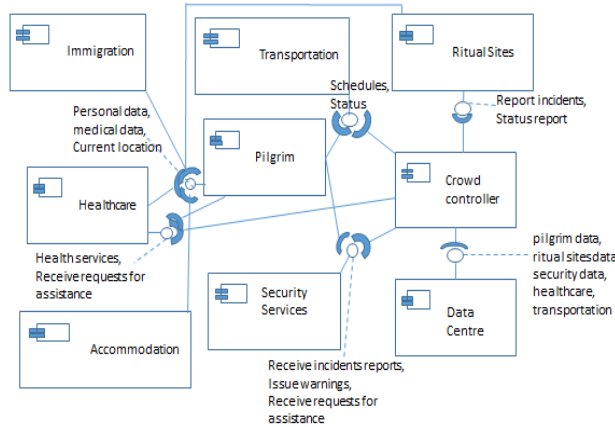 Immigration
Transportation
Ritual Sites
Schedules,
Status
Report incidents,
Status report
Personal data,
medical data,
Current location
Pilgrim
Crowd
controller
Healthcare
Health services,
Receive requests for
assistance
pilgrim data,
ritual sites data
security data,
healthcare,
transportation
Security
Services
Data
Centre
Accommodation
Receive incidents reports,
Issue warnings,
Receive requests for
assistance